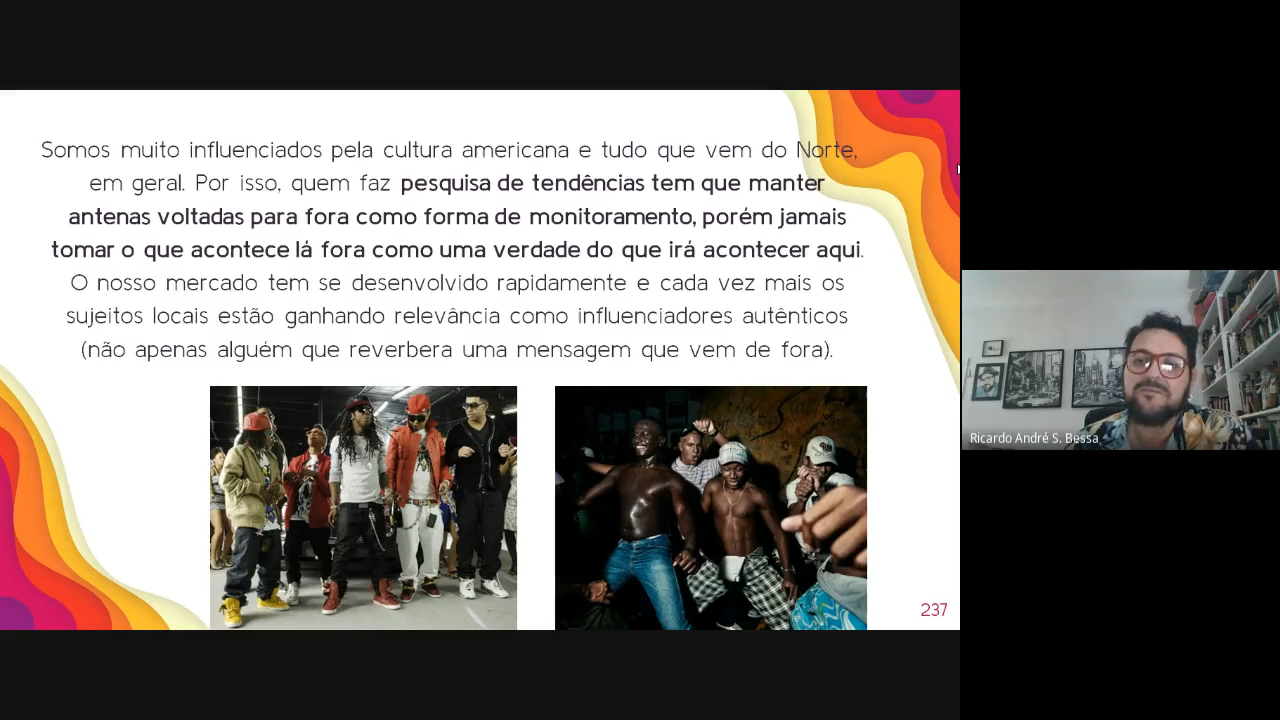 Somos muito influenciados pela cultura americana e tudo que vem do Norte,
em geral. Por isso, quem faz pesquisa de tendências tem que manter
antenas voltadas para fora como forma de monitoramento, porém jamais
tomar o que acontece lá fora como uma verdade do que irá acontecer aqui.
O nosso mercado tem se desenvolvido rapidamente e cada vez mais os
sujeitos locais estão ganhando relevância como influenciadores autênticos
(não apenas alguém que reverbera uma mensagem que vem de fora).
237
Ricardo André S. Bessa